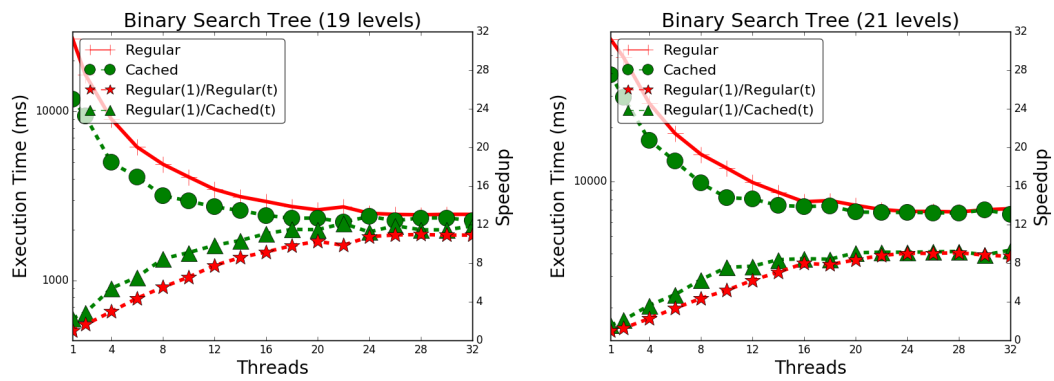 Binary Search Tree (19 levels)
Execution Time (ms)
10000
1000
Regular
Cached
Regular(1)/Regular(t)
Regular(1)/Cached(t)
32
28
24
20
16
12
8
4
0
Speedup
1 4 8 12 16 20 24 28 32
Threads
Binary Search Tree (21 levels)
Execution Time (ms)
10000
Regular
Cached
Regular(1)/Regular(t)
Regular(1)/Cached(t)
32
28
24
20
16
12
8
4
0
Speedup
1 4 8 12 16 20 24 28 32
Threads